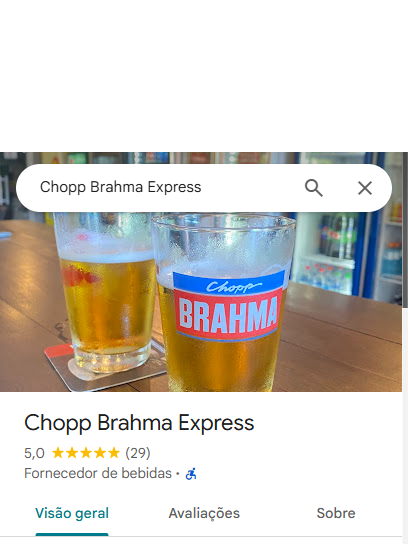 Chopp Brahma Express
Chopp
BRAHMA
Chopp Brahma Express
5,0 (29)
Fornecedor de bebidas ·
Visão geral
Avaliações
Sobre